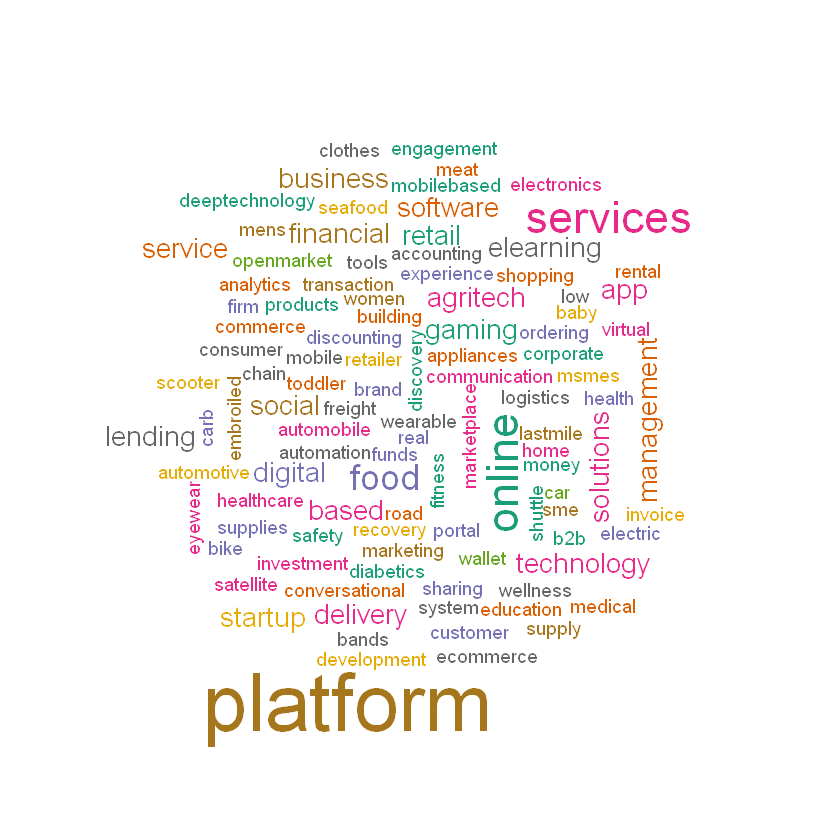 clothes
engagement
meat
business
mobilebased
electronics
deeptechnology
seafood
software
services
mens
financial
retail
service
accounting
elearning
openmarket
tools
experience
shopping
rental
analytics
transaction
agritech
low
app
firm
products
women
building
baby
commerce
discounting
gaming
ordering
virtual
consumer
mobile
retailer
discovery
appliances
corporate
management
scooter
chain
toddler
brand
communication
msmes
embroiled
social
freight
marketplace
logistics
health
lending
carb
automobile
wearable
real
online
lastmile
solutions
automation
funds
home
automotive
digital
food
fitness
money
eyewear
healthcare
based
road
shuttle
car
sme
invoice
supplies
safety
recovery
portal
b2b
electric
bike
marketing
investment
diabetics
wallet
technology
satellite
conversational
sharing
wellness
startup
delivery
system
education
medical
bands
customer
supply
development
ecommerce
platform